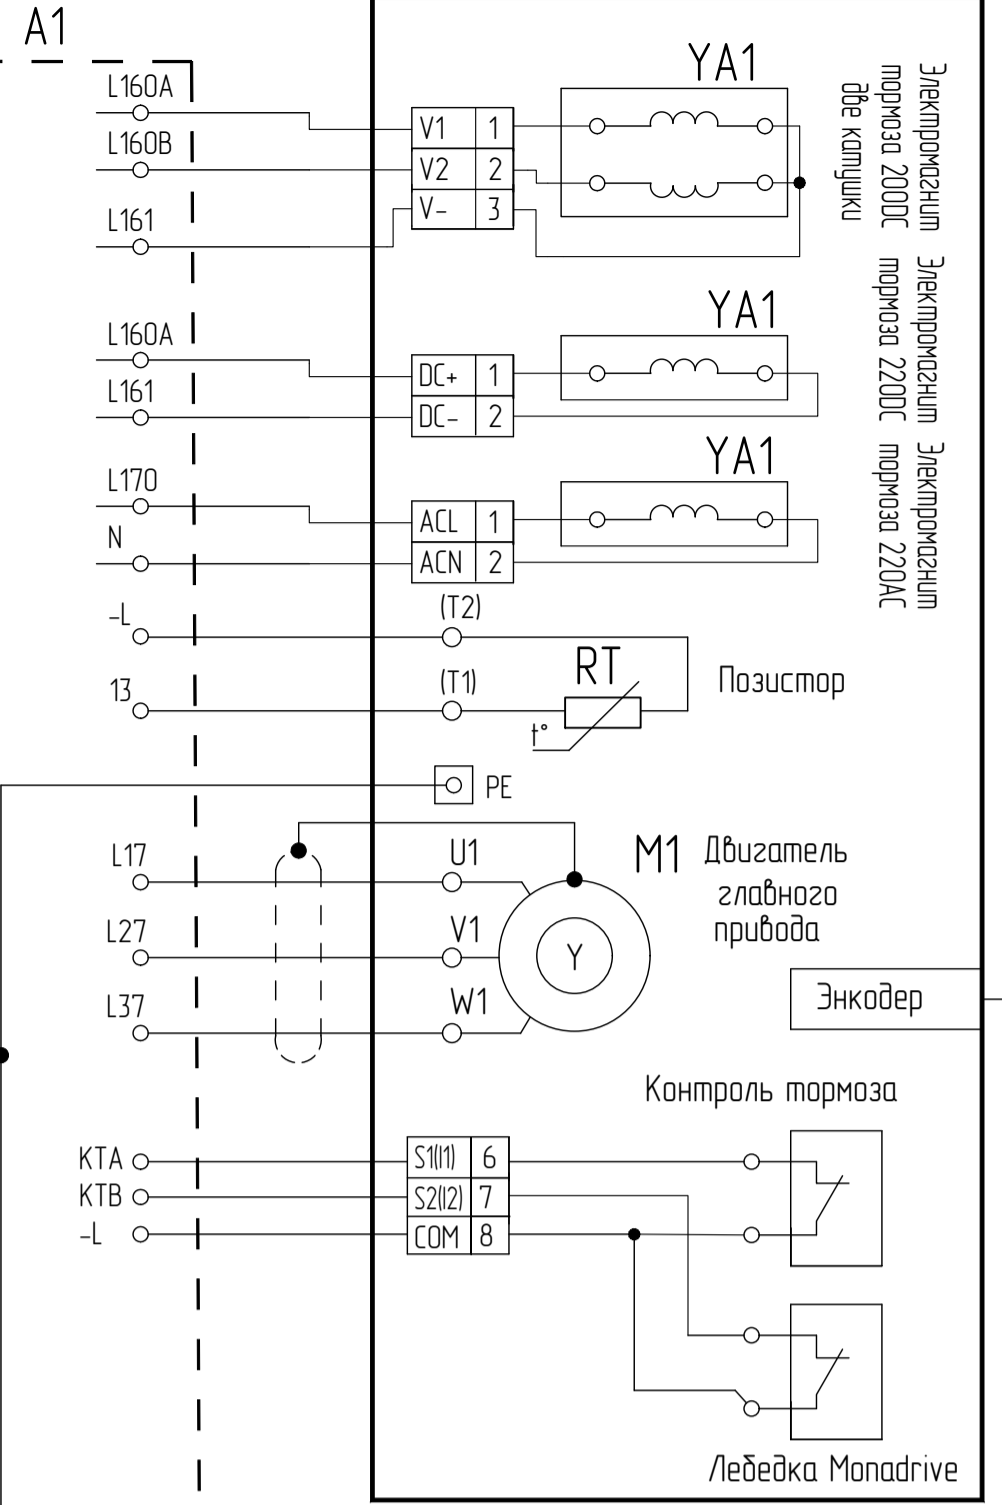 A1
L160A
L160B
L161
V1 1
V2 2
V- 3
YA1
Электромагнит
тормоза 200DC
две катушки
L160A
L161
DC+ 1
DC- 2
YA1
Электромагнит
тормоза 220DC
L170
N
ACL 1
ACN 2
YA1
Электромагнит
тормоза 220AC
-L
(T2)
13
(T1)
RT
t°
Позистор
PE
L17
U1
L27
V1
L37
W1
Y
M1
Двигатель
главного
привода
Энкодер
Контроль тормоза
KTA
KTB
-L
S1(I1) 6
S2(I2) 7
COM 8
Лебедка Monadrive